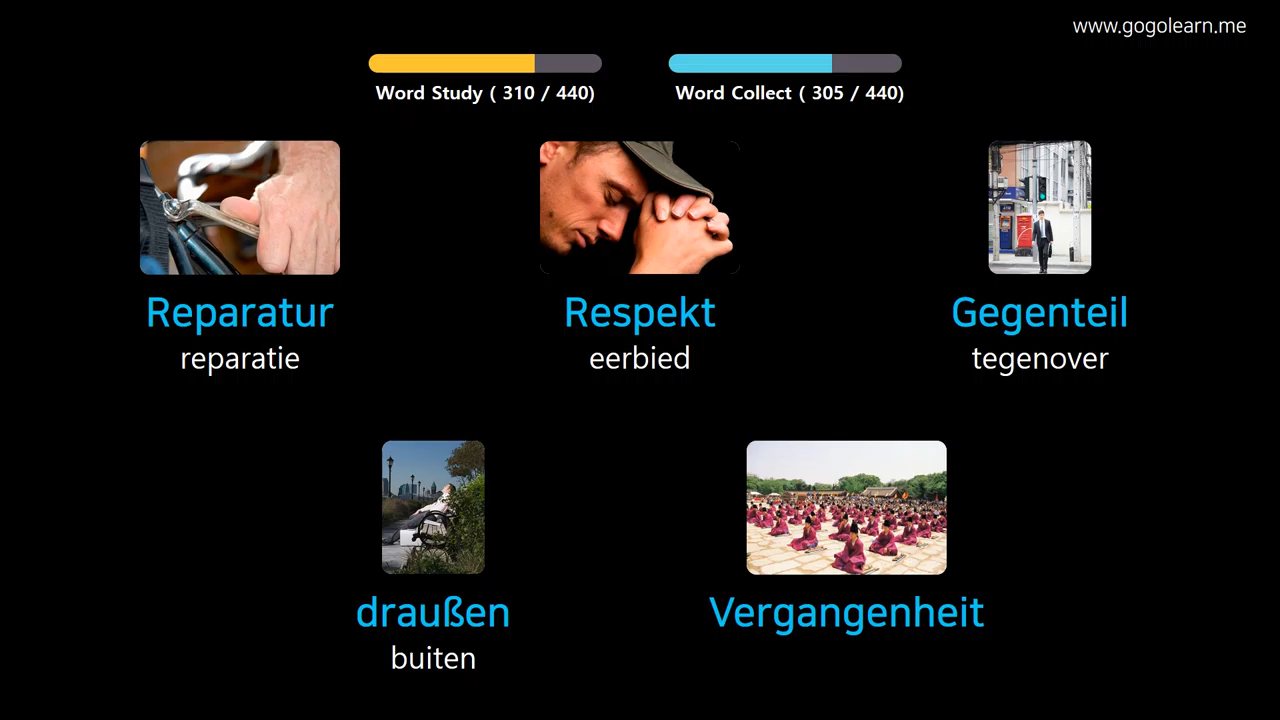 www.gogolearn.me
Word Study ( 310 / 440)
Word Collect ( 305 / 440)
Reparatur
reparatie
Respekt
eerbied
Gegenteil
tegenover
draußen
buiten
Vergangenheit